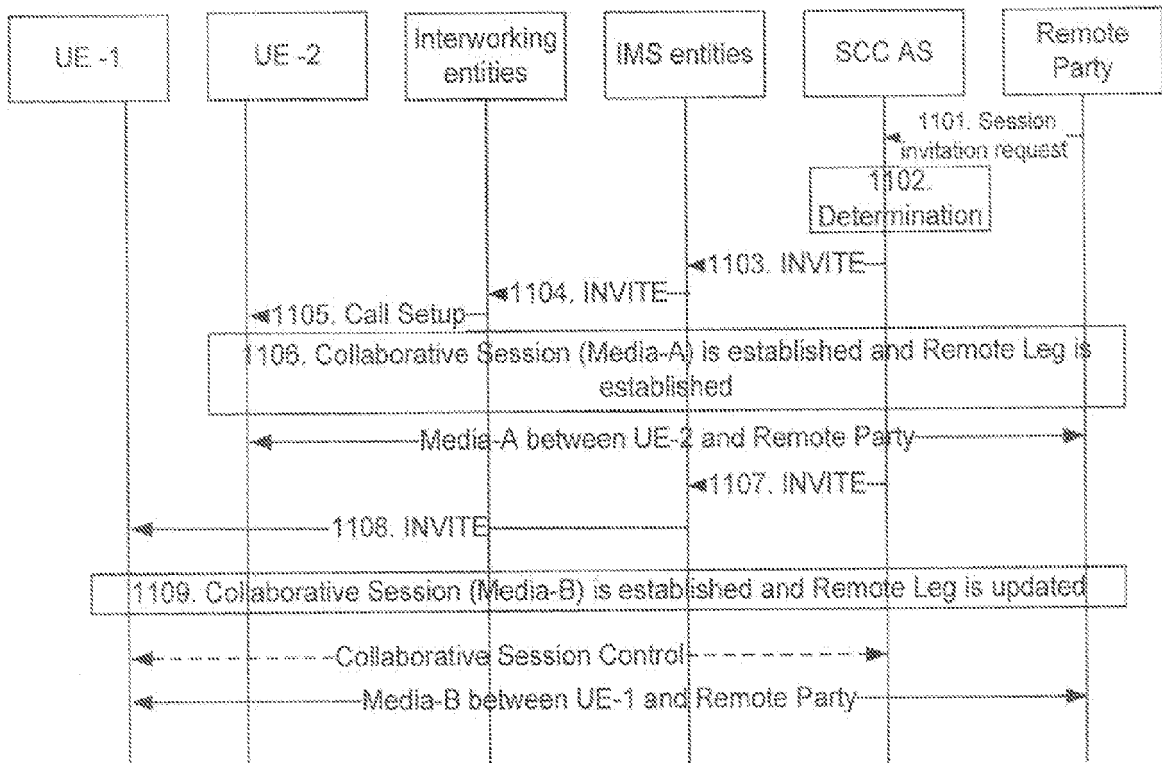 UE -1
UE -2
Interworking
entities
IMS entities
SCC AS
Remote
Party
1101. Session
invitation request
1102.
Determination
1103. INVITE
1104. INVITE
1105. Call Setup
1106. Collaborative Session (Media-A) is established and Remote Leg is
established
Media-A between UE-2 and Remote Party
1107. INVITE
1108. INVITE
1109. Collaborative Session (Media-B) is established and Remote Leg is updated
Collaborative Session Control
Media-B between UE-1 and Remote Party